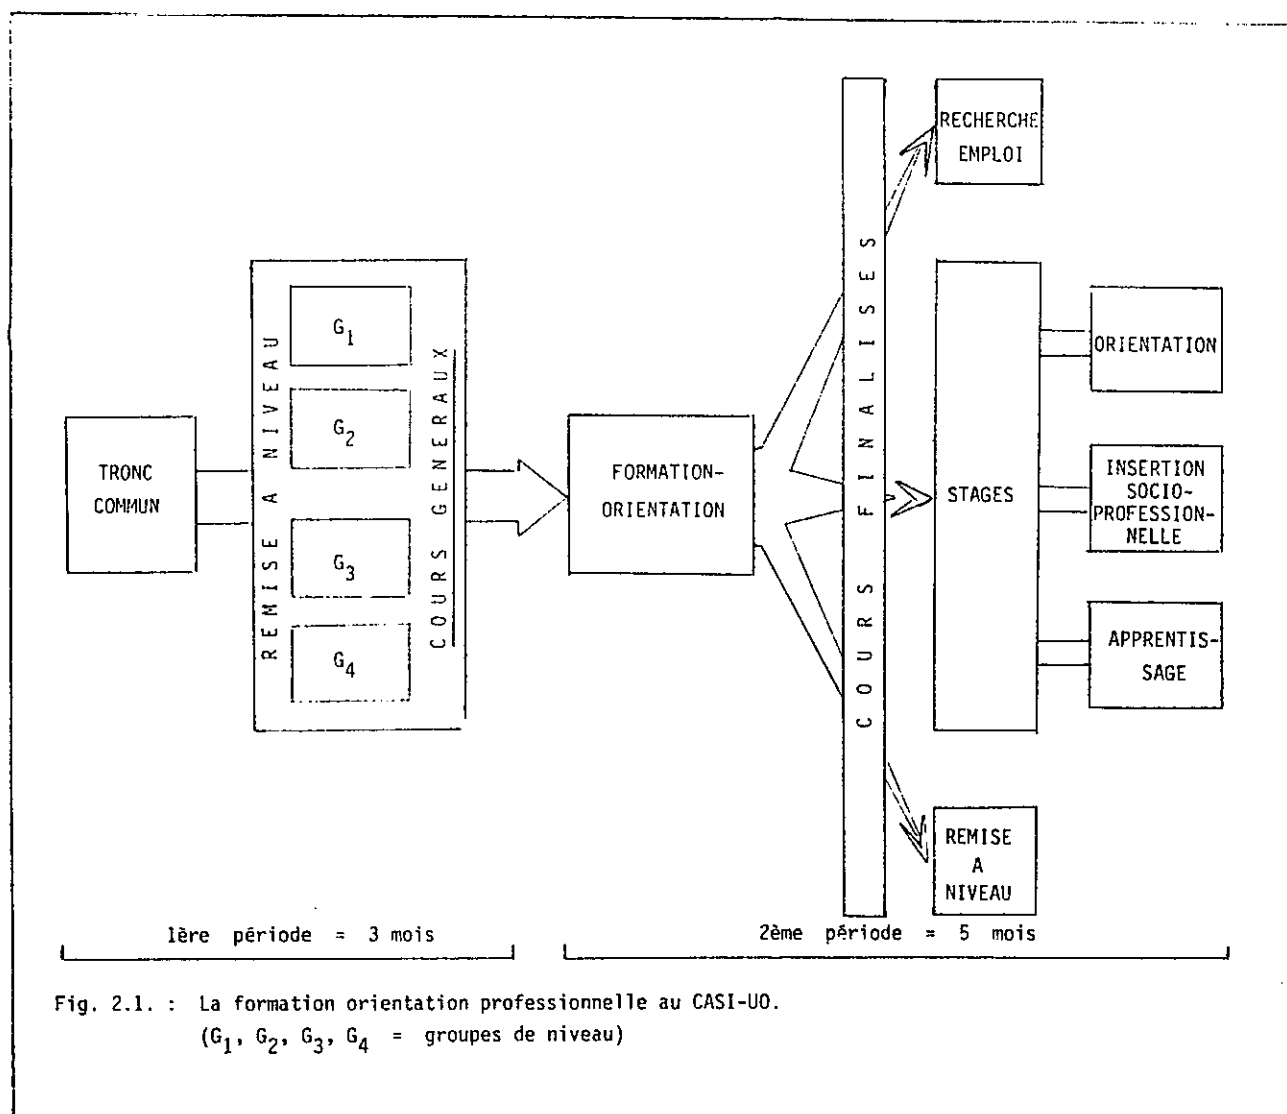 TRONC
COMMUN
REMISE A NIVEAU
G1
G2
G3
G4
COURS GENERAUX
FORMATION-
ORIENTATION
COURS FINALISES
RECHERCHE
EMPLOI
STAGES
REMISE
A
NIVEAU
ORIENTATION
INSERTION
SOCIO-
PROFESSION-
NELLE
APPRENTIS-
SAGE
1ère période = 3 mois
2ème période = 5 mois
Fig. 2.1. : La formation orientation professionnelle au CASI-UO.
(G1, G2, G3, G4 = groupes de niveau)